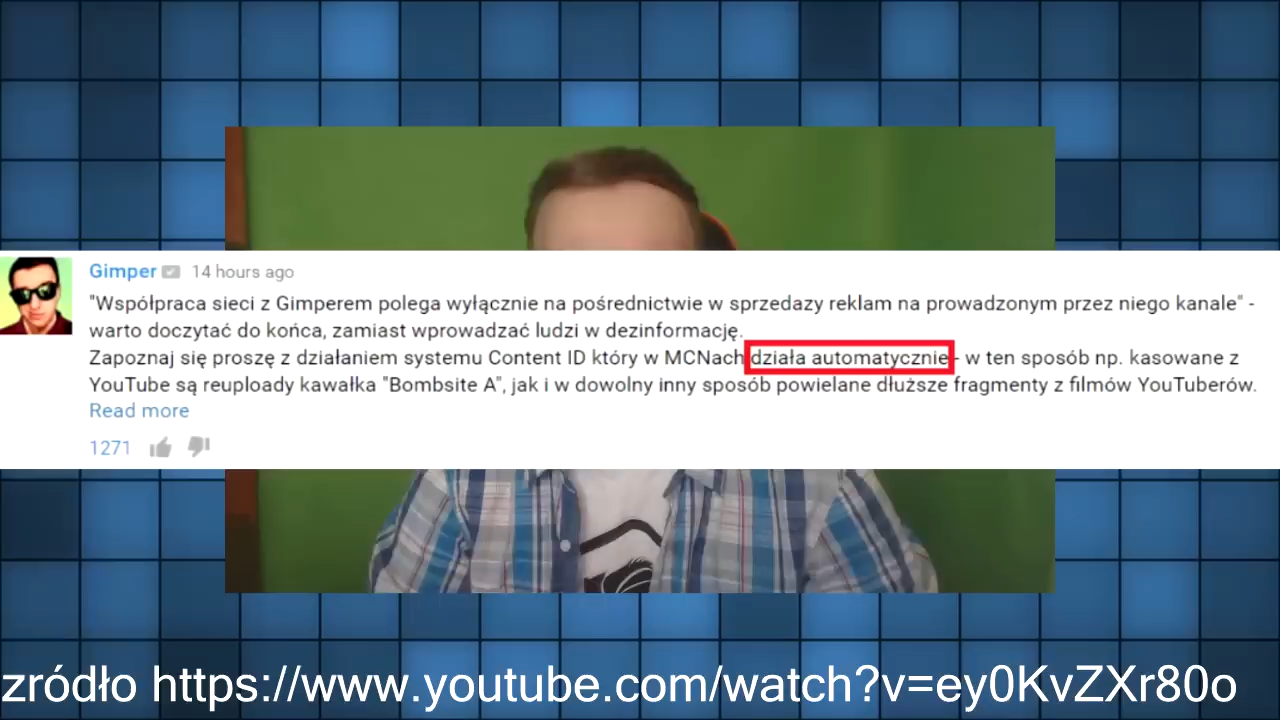 Gimper 14 hours ago
"Współpraca sieci z Gimperem polega wyłącznie na pośrednictwie w sprzedazy reklam na prowadzonym przez niego kanale" -
warto doczytać do końca, zamiast wprowadzać ludzi w dezinformację.
Zapoznaj się proszę z działaniem systemu Content ID który w MCNach działa automatycznie - w ten sposób np. kasowane z
YouTube są reuploady kawałka "Bombsite A", jak i w dowolny inny sposób powielane dłuższe fragmenty z filmów YouTuberów.
Read more
1271
zródło https://www.youtube.com/watch?v=ey0KvZXr80o